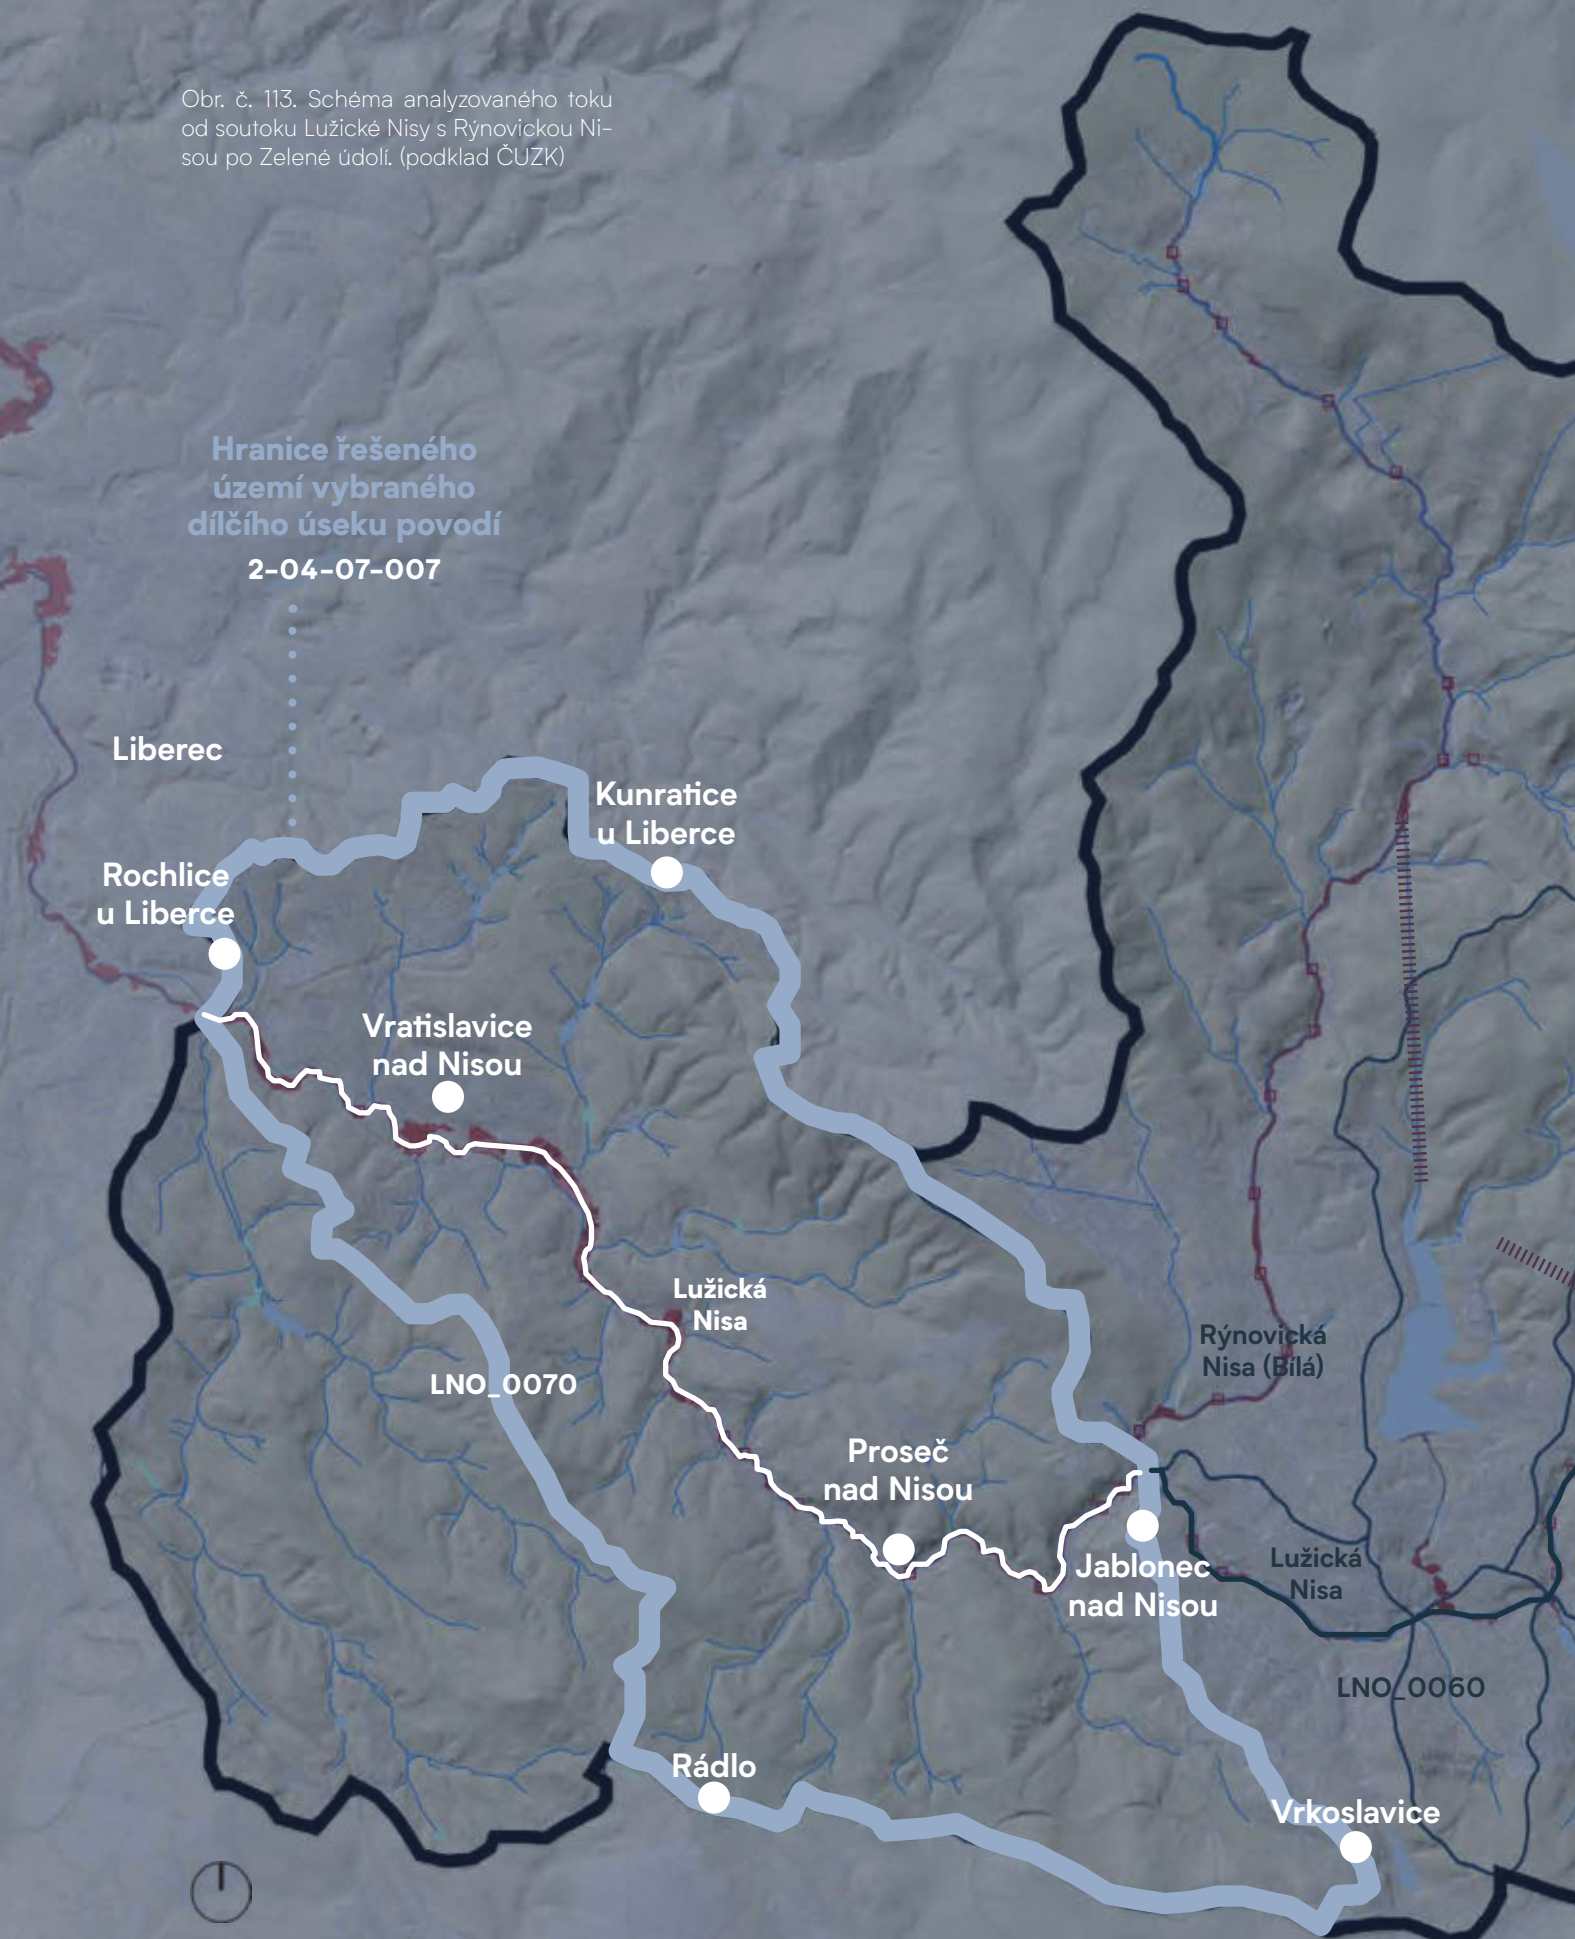 Obr. č. 113. Schéma analyzovaného toku
od soutoku Lužické Nisy s Rýnovickou Ni-
sou po Zelené údolí. (podklad ČUZK)
Hranice řešeného
území vybraného
dílčího úseku povodí
2-04-07-007
Liberec
Kunratice
u Liberce
Rochlice
u Liberce
Vratislavice
nad Nisou
Lužická
Nisa
Rýnovická
Nisa (Bílá)
LNO_0070
Proseč
nad Nisou
Jablonec
nad Nisou
Lužická
Nisa
LNO_0060
Rádlo
Vrkoslavice